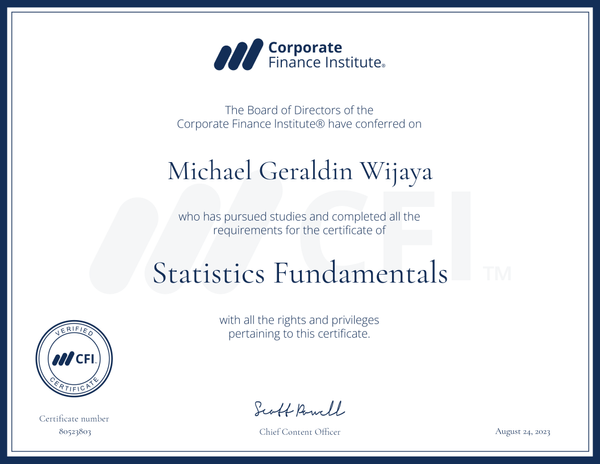 Corporate
Finance Institute®
The Board of Directors of the
Corporate Finance Institute® have conferred on
Michael Geraldin Wijaya
who has pursued studies and completed all the
requirements for the certificate of
CFI™
Statistics Fundamentals
with all the rights and privileges
pertaining to this certificate.
VERIFIED
CFI
CERTIFICATE
Certificate number
80523803
Scott Powell
Chief Content Officer
August 24, 2023